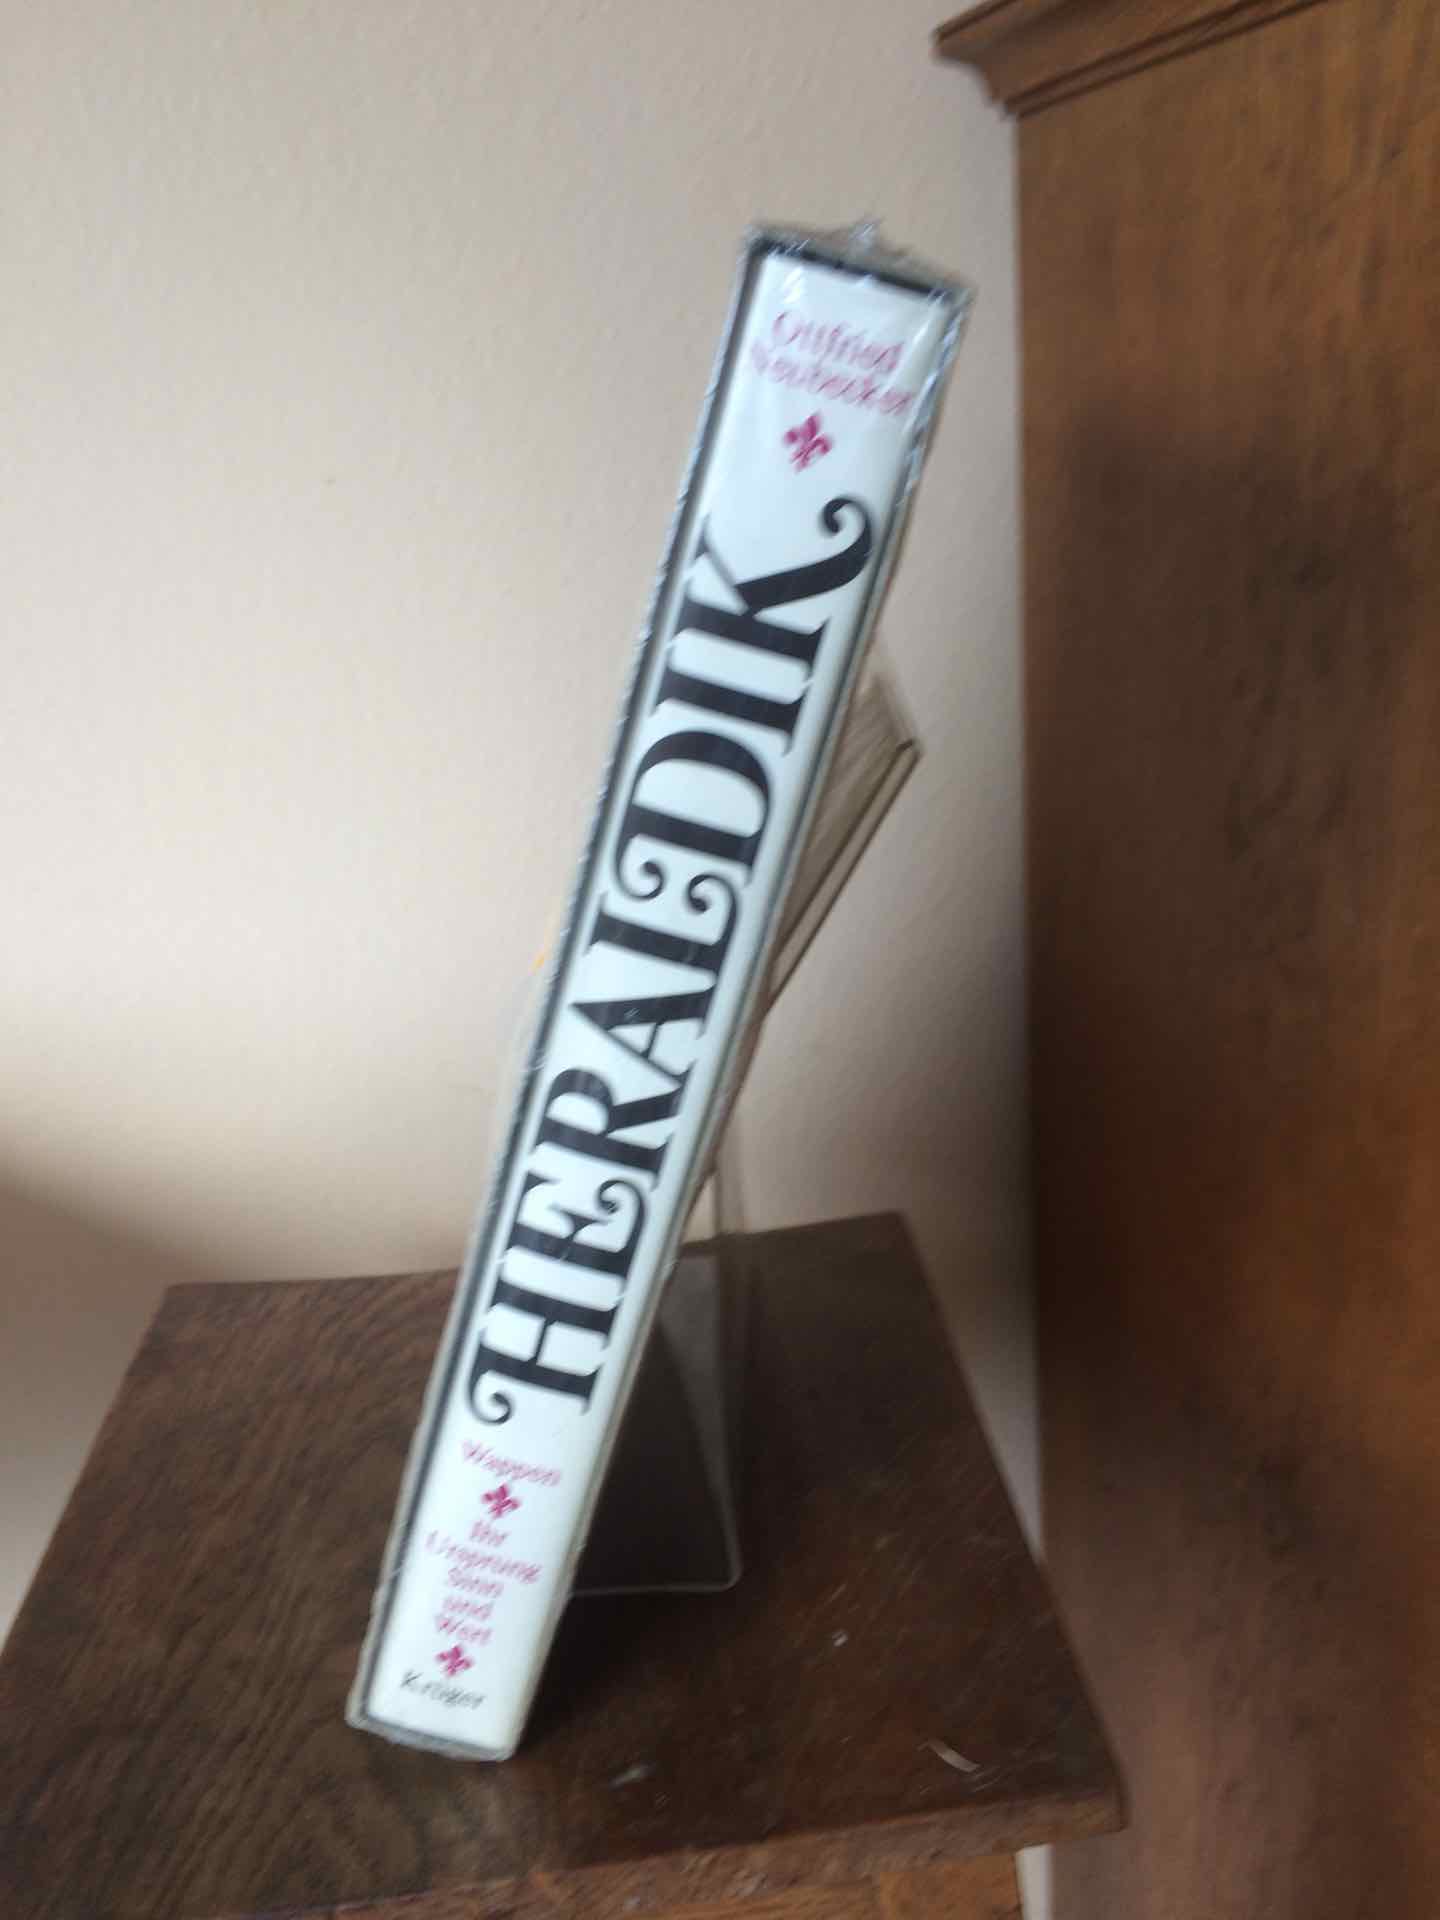 Ottfried
Neubecker
HERALDIK
Wappen
Ihr
Ursprung
Sinn
und
Wert
Krüger